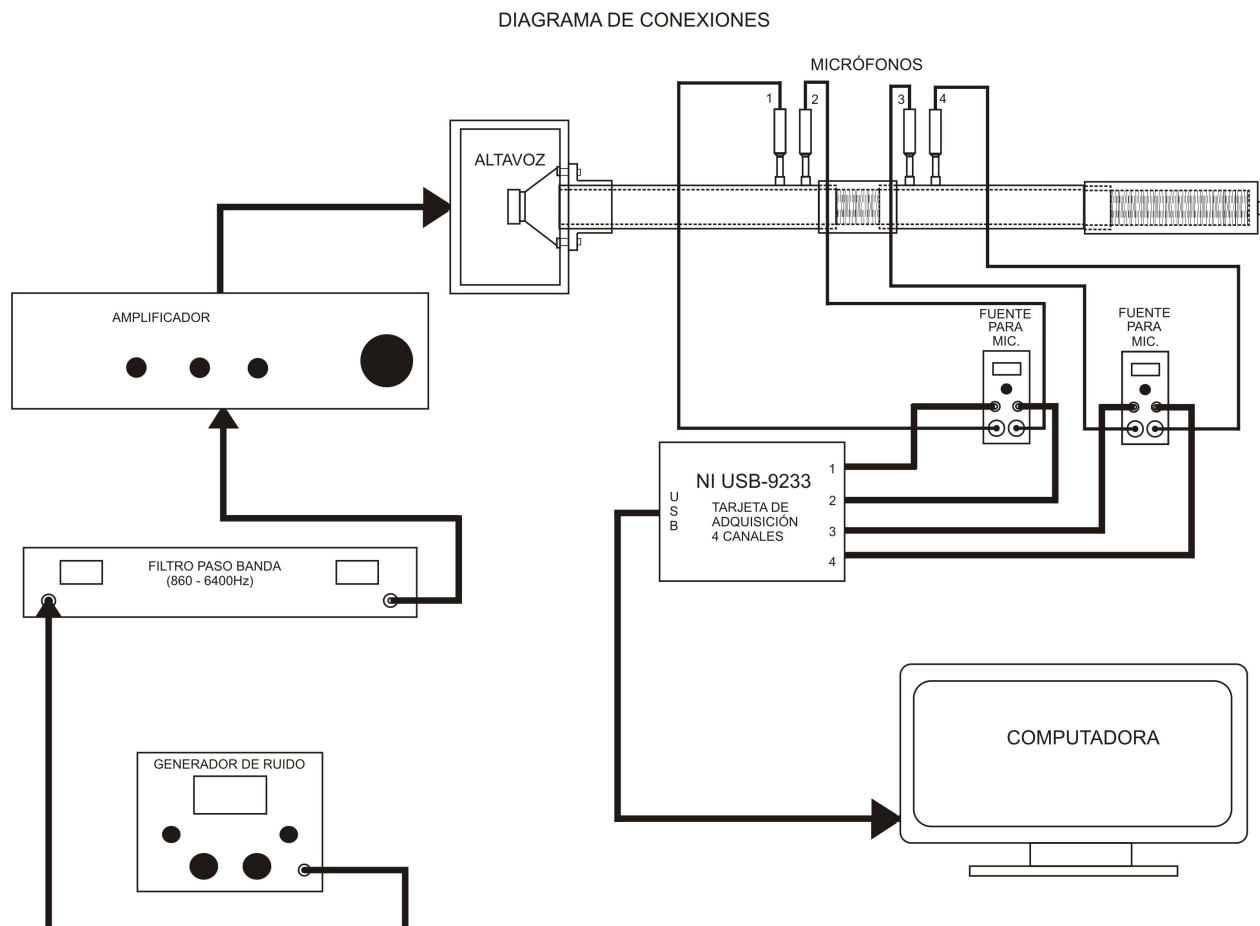 DIAGRAMA DE CONEXIONES
MICRÓFONOS
1
2
3
4
ALTAVOZ
AMPLIFICADOR
FUENTE
PARA
MIC.
FUENTE
PARA
MIC.
NI USB-9233
TARJETA DE
ADQUISICIÓN
4 CANALES
U
S
B
1
2
3
4
FILTRO PASO BANDA
(860 - 6400Hz)
COMPUTADORA
GENERADOR DE RUIDO